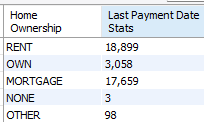 Home Ownership Last Payment Date Stats
RENT 18,899
OWN 3,058
MORTGAGE 17,659
NONE 3
OTHER 98